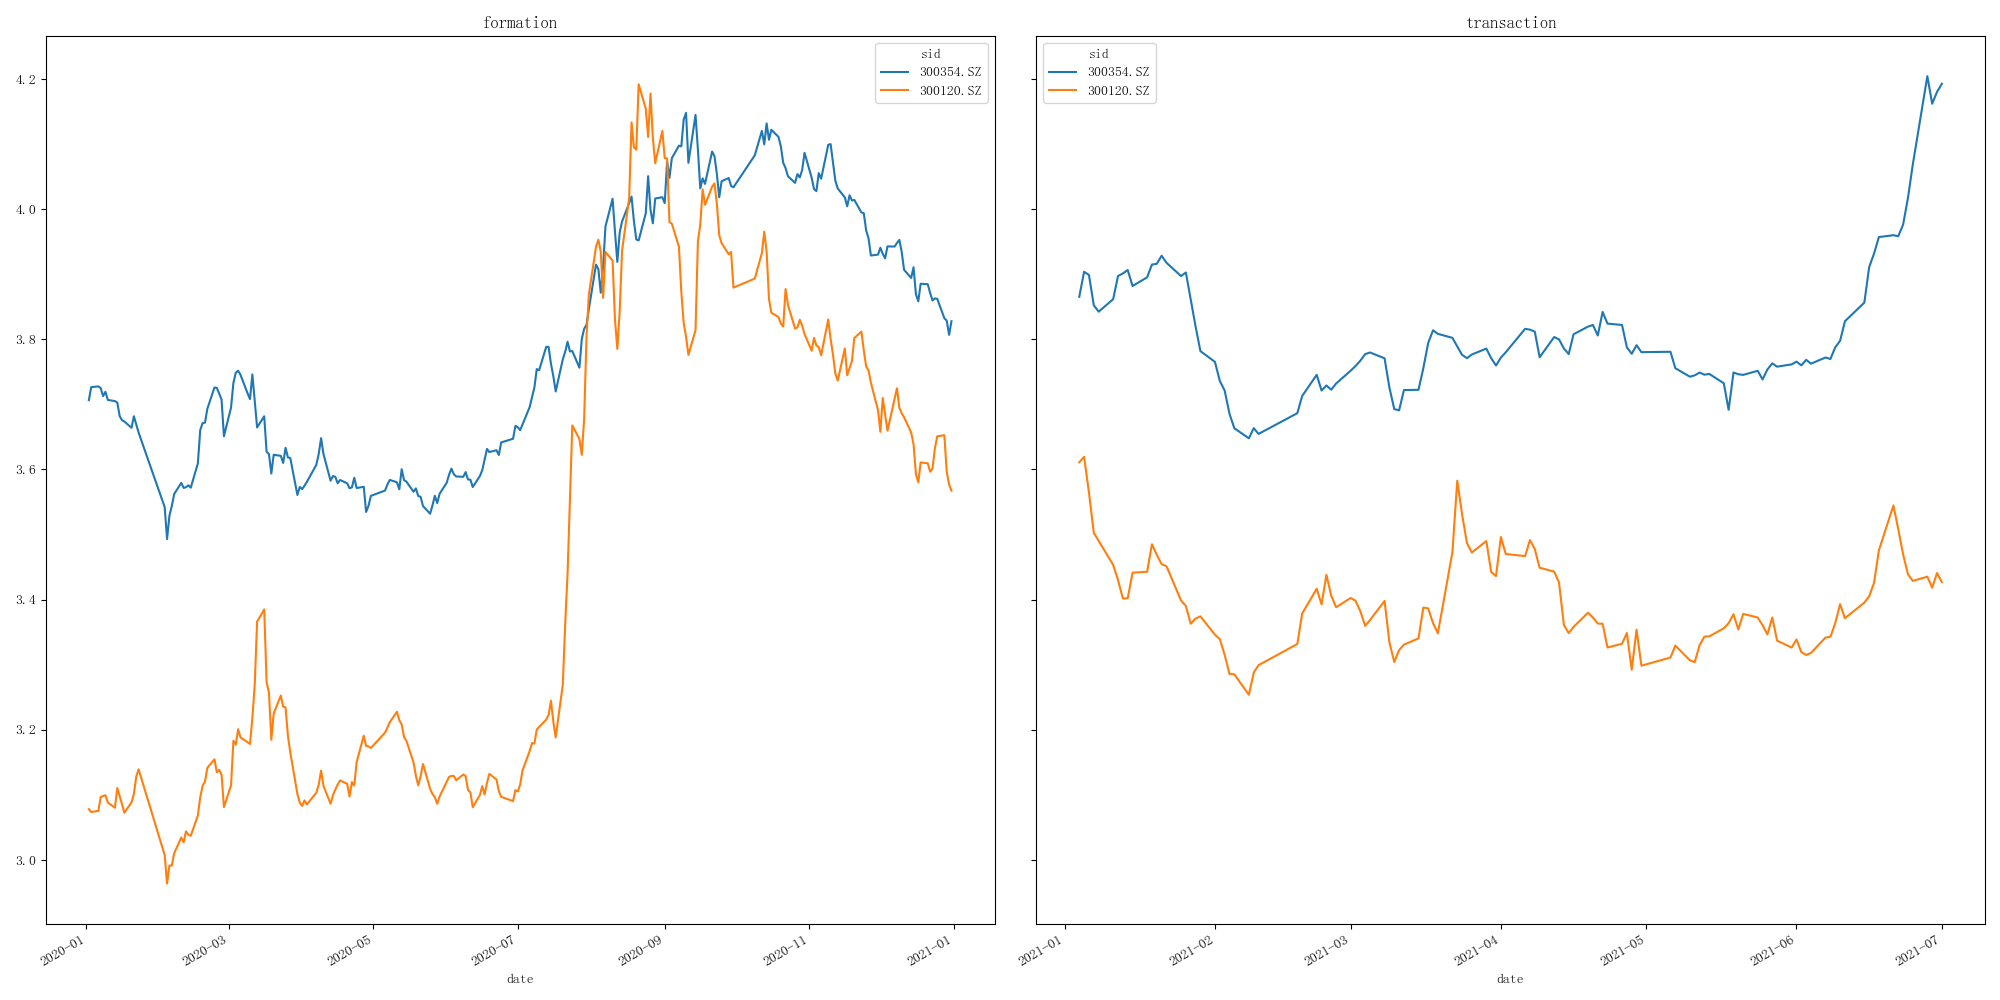 formation
sid
300354.SZ
300120.SZ
4.2
4.0
3.8
3.6
3.4
3.2
3.0
2020-01
2020-03
2020-05
2020-07
2020-09
2020-11
2021-01
date
transaction
sid
300354.SZ
300120.SZ
2021-01
2021-02
2021-03
2021-04
2021-05
2021-06
2021-07
date